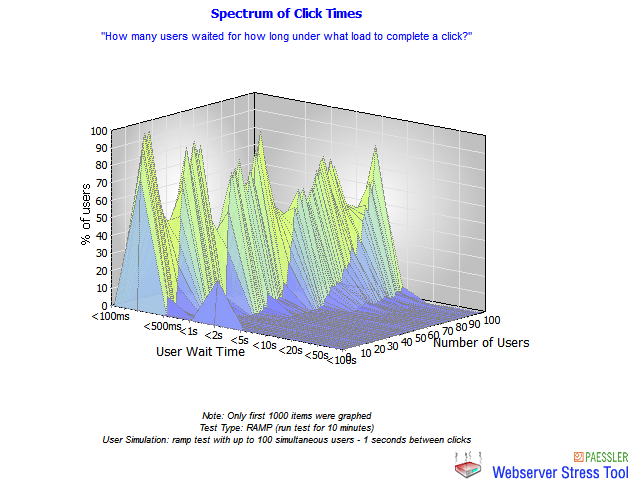 Spectrum of Click Times
"How many users waited for how long under what load to complete a click?"
100
90
80
70
60
50
40
30
20
10
0
% of users
<100ms
<500ms
<1s
<2s
<5s
<10s
<20s
<50s
<100s
User Wait Time
0
10
20
30
40
50
60
70
80
90
100
Number of Users
Note: Only first 1000 items were graphed
Test Type: RAMP (run test for 10 minutes)
User Simulation: ramp test with up to 100 simultaneous users - 1 seconds between clicks
PAESSLER
Webserver Stress Tool